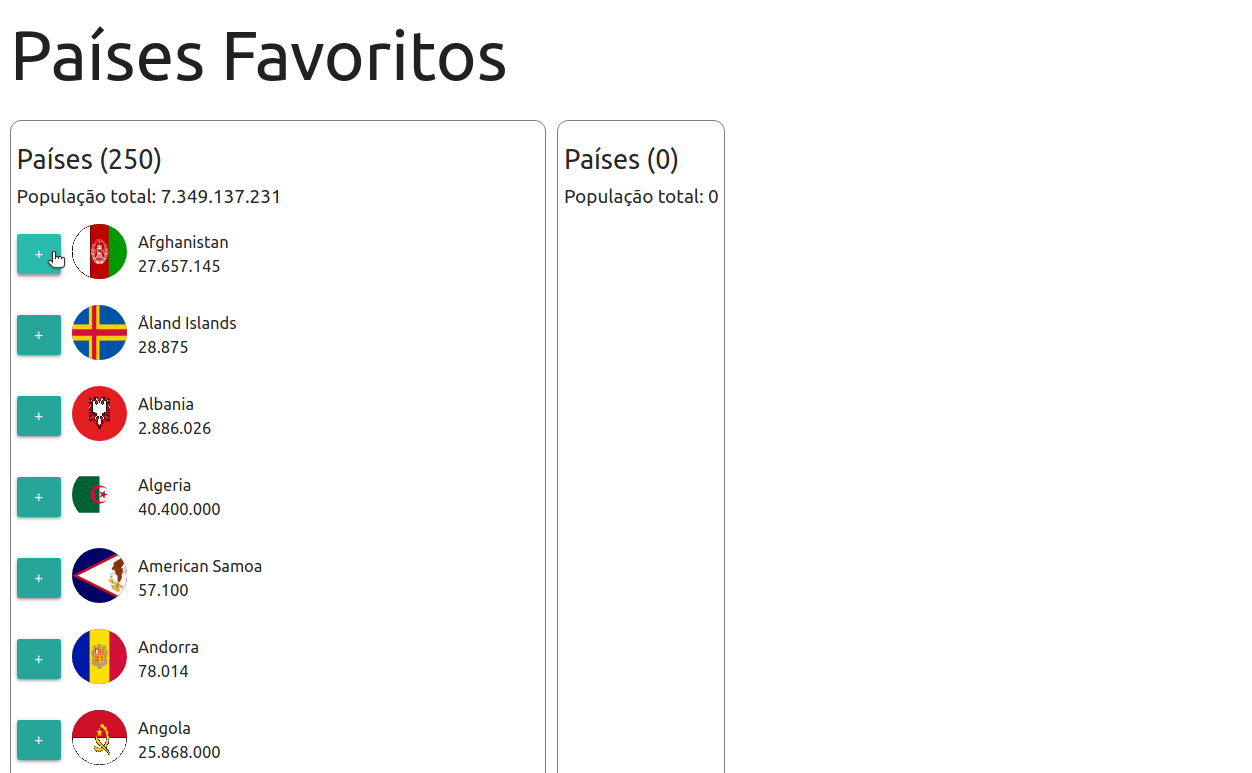 Países Favoritos
Países (250)
População total: 7.349.137.231
+
Afghanistan
27.657.145
+
Åland Islands
28.875
+
Albania
2.886.026
+
Algeria
40.400.000
+
American Samoa
57.100
+
Andorra
78.014
+
Angola
25.868.000
Países (0)
População total: 0